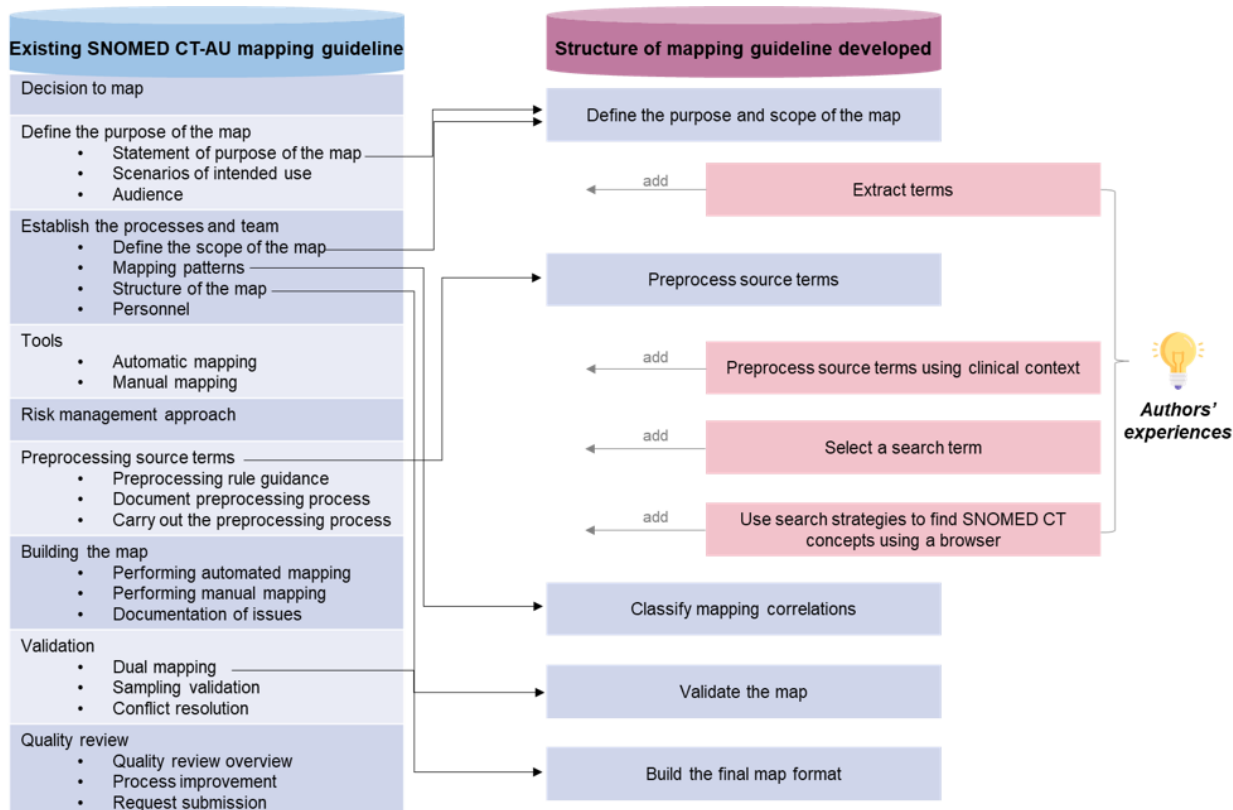 Existing SNOMED CT-AU mapping guideline
Decision to map
Define the purpose of the map
• Statement of purpose of the map
• Scenarios of intended use
• Audience
Establish the processes and team
• Define the scope of the map
• Mapping patterns
• Structure of the map
• Personnel
Tools
• Automatic mapping
• Manual mapping
Risk management approach
Preprocessing source terms
• Preprocessing rule guidance
• Document preprocessing process
• Carry out the preprocessing process
Building the map
• Performing automated mapping
• Performing manual mapping
• Documentation of issues
Validation
• Dual mapping
• Sampling validation
• Conflict resolution
Quality review
• Quality review overview
• Process improvement
• Request submission
Structure of mapping guideline developed
Define the purpose and scope of the map
add
Extract terms
Preprocess source terms
add
Preprocess source terms using clinical context
add
Select a search term
add
Use search strategies to find SNOMED CT
concepts using a browser
Classify mapping correlations
Validate the map
Build the final map format
Authors'
experiences